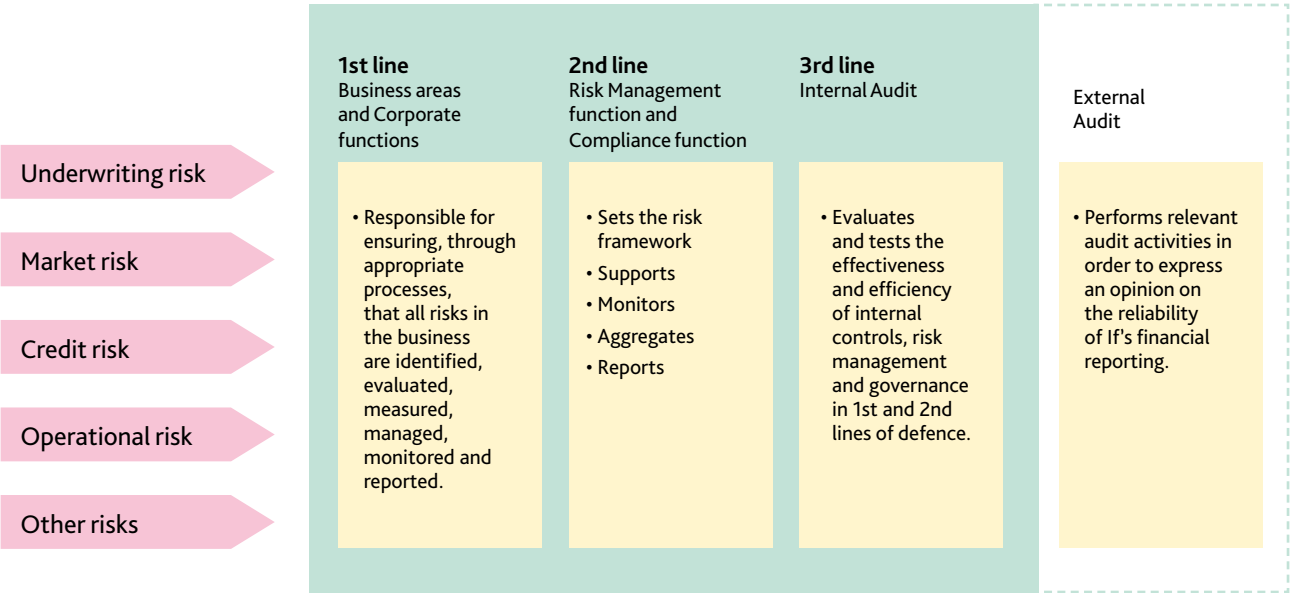 Underwriting risk
Market risk
Credit risk
Operational risk
Other risks
1st line
Business areas
and Corporate
functions
• Responsible for
ensuring, through
appropriate
processes,
that all risks in
the business
are identified,
evaluated,
measured,
managed,
monitored and
reported.
2nd line
Risk Management
function and
Compliance function
• Sets the risk
framework
• Supports
• Monitors
• Aggregates
• Reports
3rd line
Internal Audit
• Evaluates
and tests the
effectiveness
and efficiency
of internal
controls, risk
management
and governance
in 1st and 2nd
lines of defence.
External
Audit
• Performs relevant
audit activities in
order to express
an opinion on
the reliability
of If's financial
reporting.